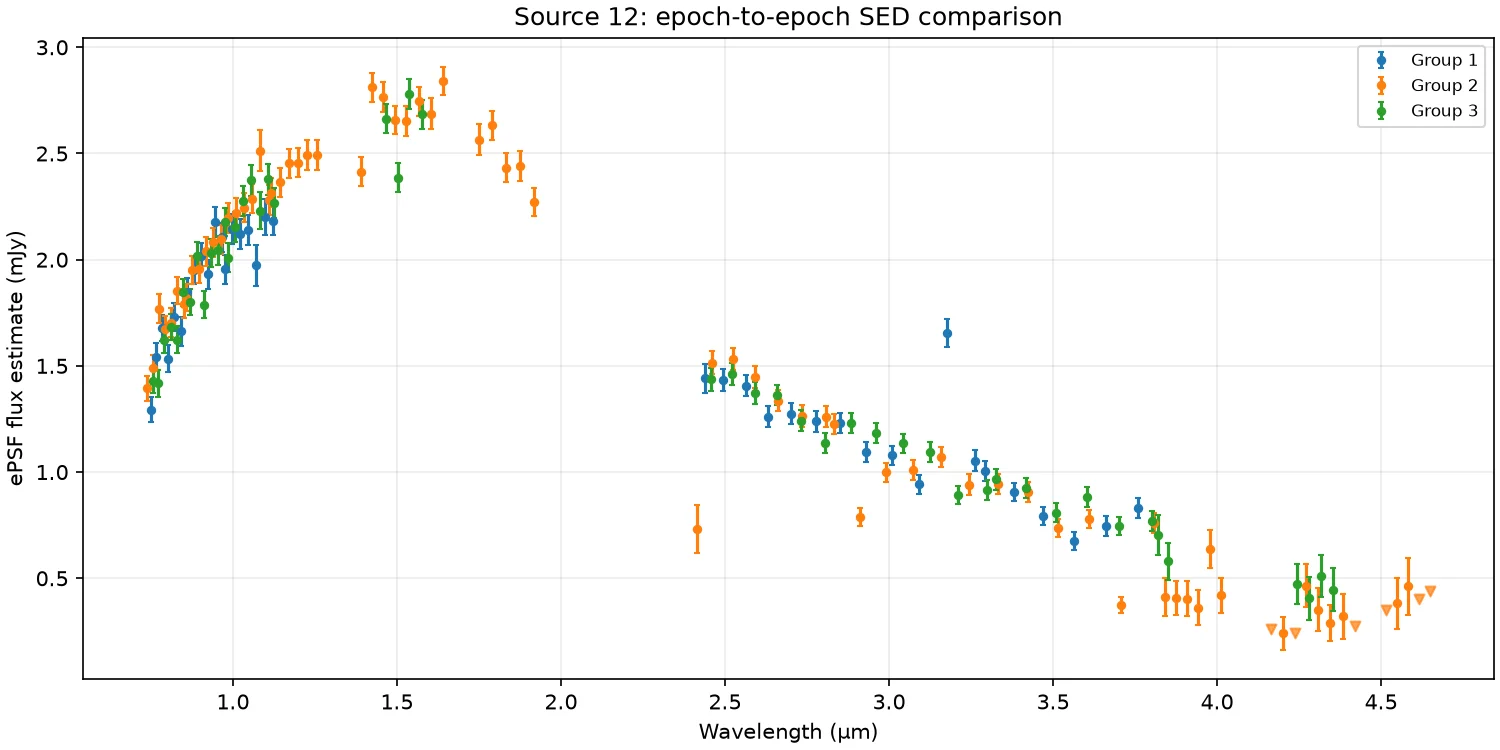 Source 12: epoch-to-epoch SED comparison
ePSF flux estimate (mJy)
3.0
2.5
2.0
1.5
1.0
0.5
Group 1
Group 2
Group 3
1.0 1.5 2.0 2.5 3.0 3.5 4.0 4.5
Wavelength (μm)